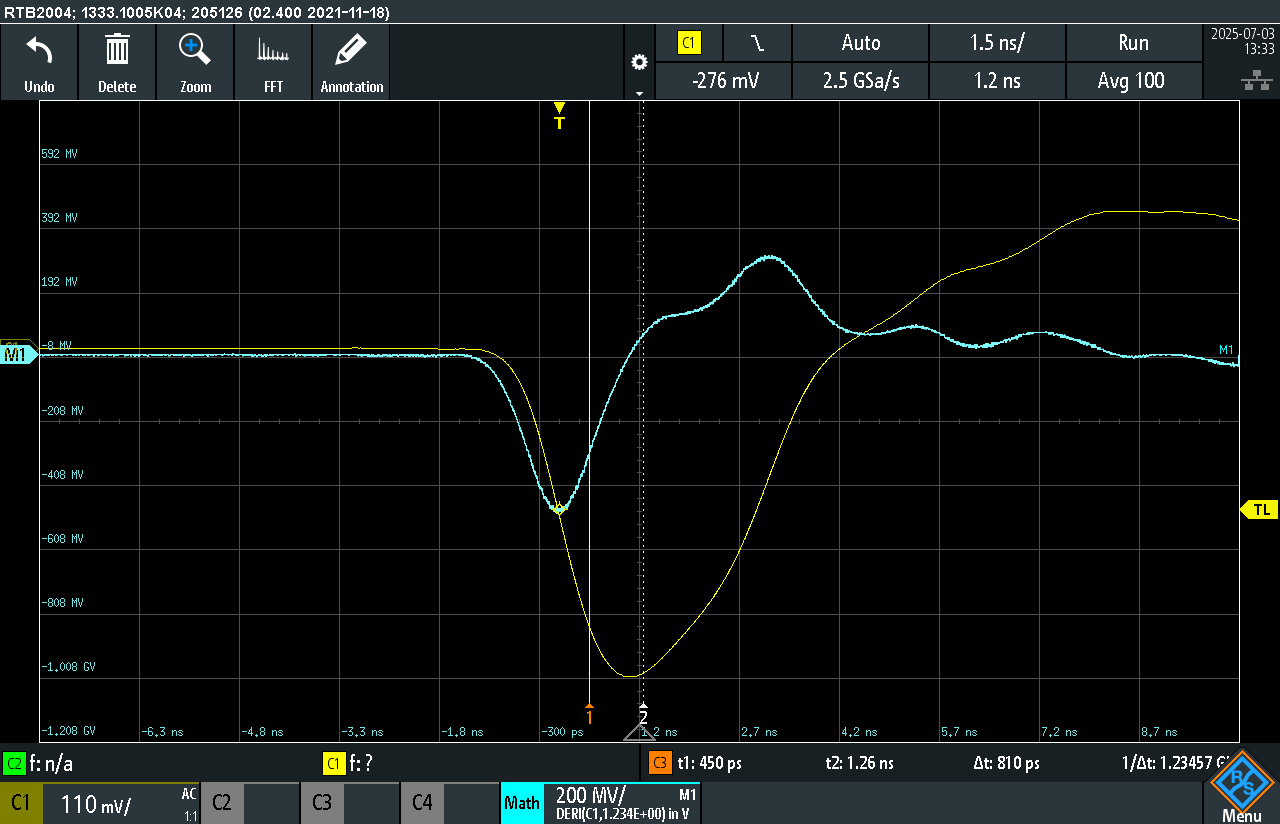 RTB2004; 1333.1005K04; 205126 (02.400 2021-11-18)
Undo
Delete
Zoom
FFT
Annotation
C1
Auto
1.5 ns/
Run
2025-07-03
13:33
-276 mV
2.5 GSa/s
1.2 ns
Avg 100
T
592 MV
392 MV
192 MV
-8 MV
M1
M1
-208 MV
-408 MV
TL
-608 MV
-808 MV
-1.008 GV
1
2
-1.208 GV
-6.3 ns
-4.8 ns
-3.3 ns
-1.8 ns
-300 ps
1.2 ns
2.7 ns
4.2 ns
5.7 ns
7.2 ns
8.7 ns
C2 f: n/a
C1 f: ?
C3 t1: 450 ps
t2: 1.26 ns
Δt: 810 ps
1/Δt: 1.23457 G
C1
110 mV/
AC
1:1
C2
C3
C4
Math
200 MV/
M1
DERI(C1,1.234E+00) in V
R S
Menu